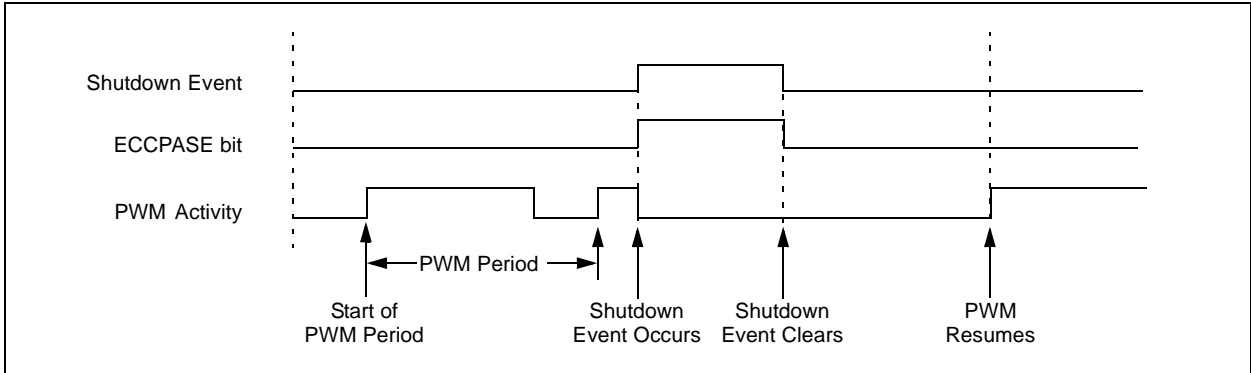 Shutdown Event
ECCPASE bit
PWM Activity
PWM Period
Start of
PWM Period
Shutdown
Event Occurs
Shutdown
Event Clears
PWM
Resumes